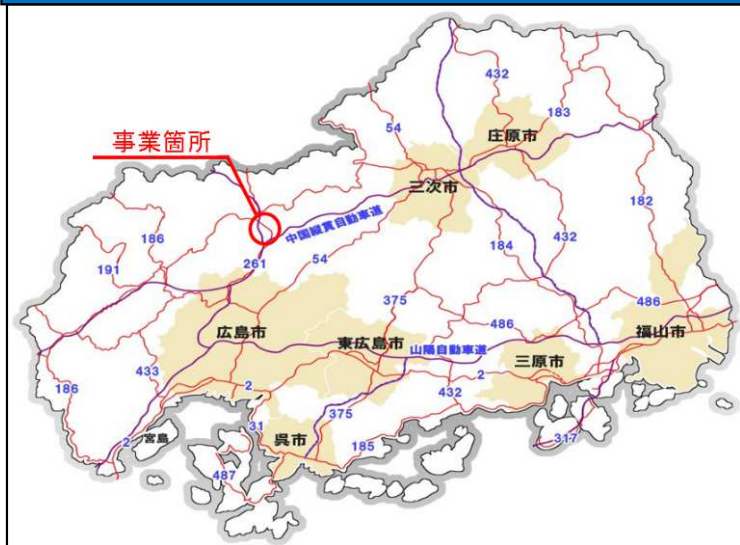 432
183
54
庄原市
事業箇所
三次市
182
186
中国縦貫自動車道
184
432
191
261
54
375
486
486
広島市
東広島市
山陽自動車道
福山市
三原市
186
433
2
2
432
375
31
呉市
185
2
宮島
317
487